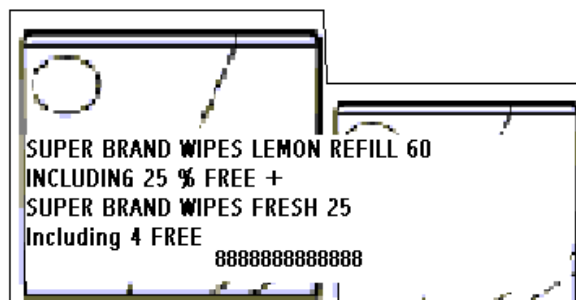 SUPER BRAND WIPES LEMON REFILL 60
INCLUDING 25 % FREE +
SUPER BRAND WIPES FRESH 25
Including 4 FREE
8888888888888